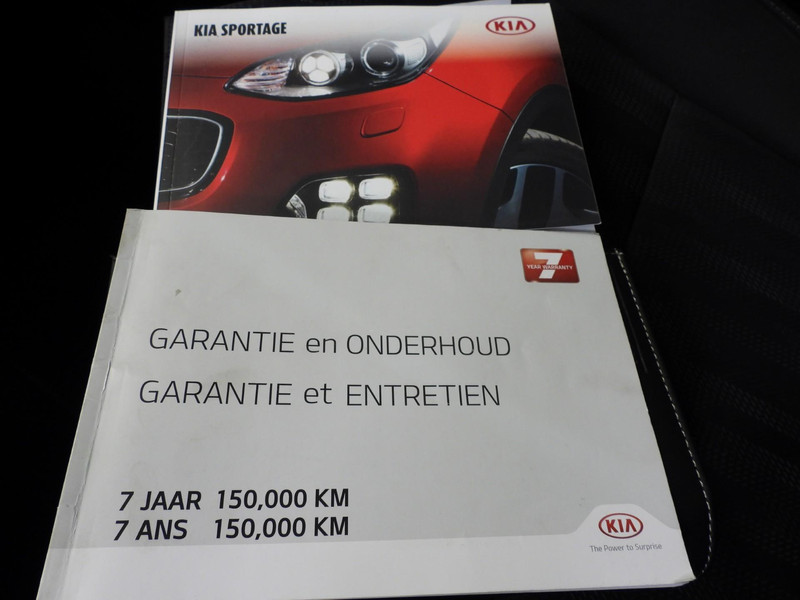 KIA SPORTAGE
KIA
7
YEAR WARRANTY
GARANTIE en ONDERHOUD
GARANTIE et ENTRETIEN
7 JAAR 150,000 KM
7 ANS 150,000 KM
KIA
The Power to Surprise